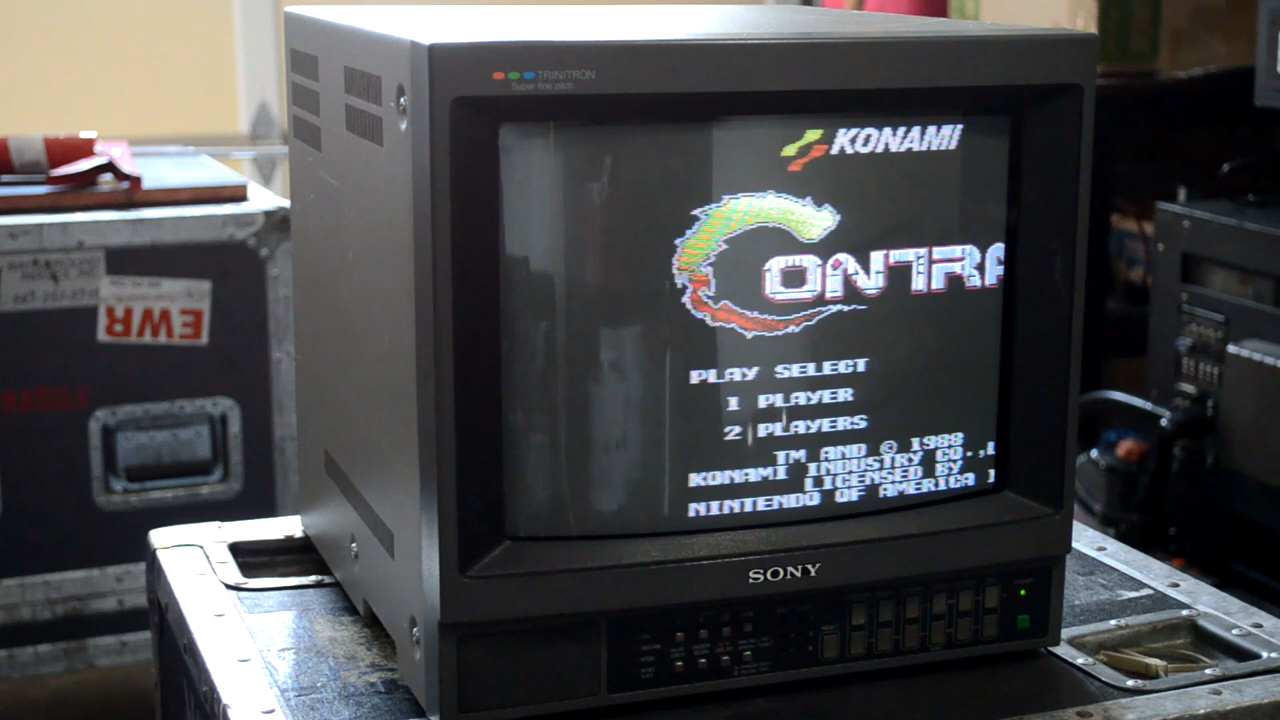 TRINITRON
Super fine pitch
KONAMI
CONTRA
PLAY SELECT
1 PLAYER
2 PLAYERS
TM AND © 1988
KONAMI INDUSTRY CO.,L
LICENSED BY
NINTENDO OF AMERICA I
SONY
EWR
FRAGILE